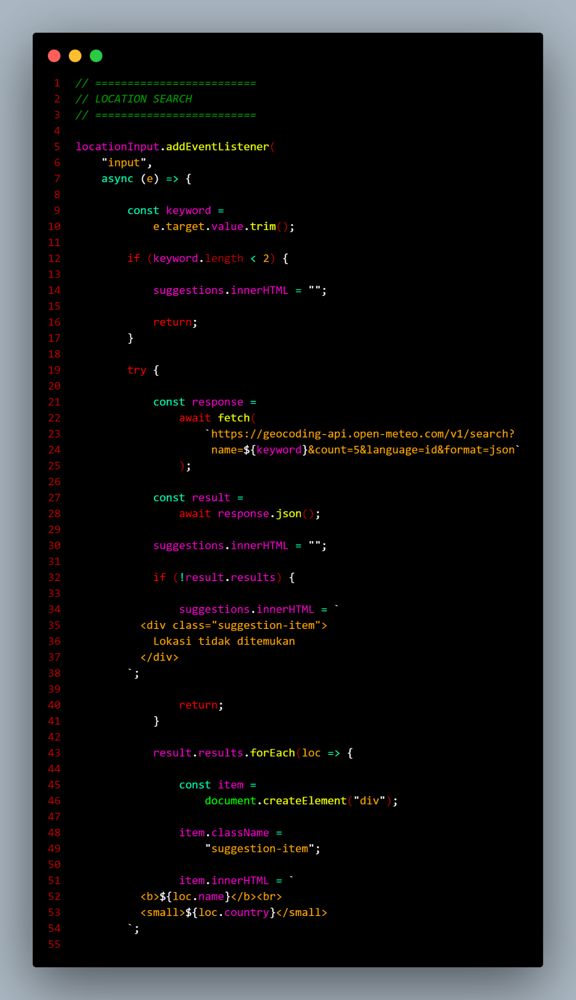 1 // =========================
2 // LOCATION SEARCH
3 // =========================
4
5 locationInput.addEventListener(
6     "input",
7     async (e) => {
8
9         const keyword =
10             e.target.value.trim();
11
12         if (keyword.length < 2) {
13
14             suggestions.innerHTML = "";
15
16             return;
17         }
18
19         try {
20
21             const response =
22                 await fetch(
23                     `https://geocoding-api.open-meteo.com/v1/search?
24                      name=${keyword}&count=5&language=id&format=json`
25                 );
26
27             const result =
28                 await response.json();
29
30             suggestions.innerHTML = "";
31
32             if (!result.results) {
33
34                 suggestions.innerHTML = `
35           <div class="suggestion-item">
36             Lokasi tidak ditemukan
37           </div>
38         `;
39
40                 return;
41             }
42
43             result.results.forEach(loc => {
44
45                 const item =
46                     document.createElement("div");
47
48                 item.className =
49                     "suggestion-item";
50
51                 item.innerHTML = `
52           <b>${loc.name}</b><br>
53           <small>${loc.country}</small>
54         `;
55